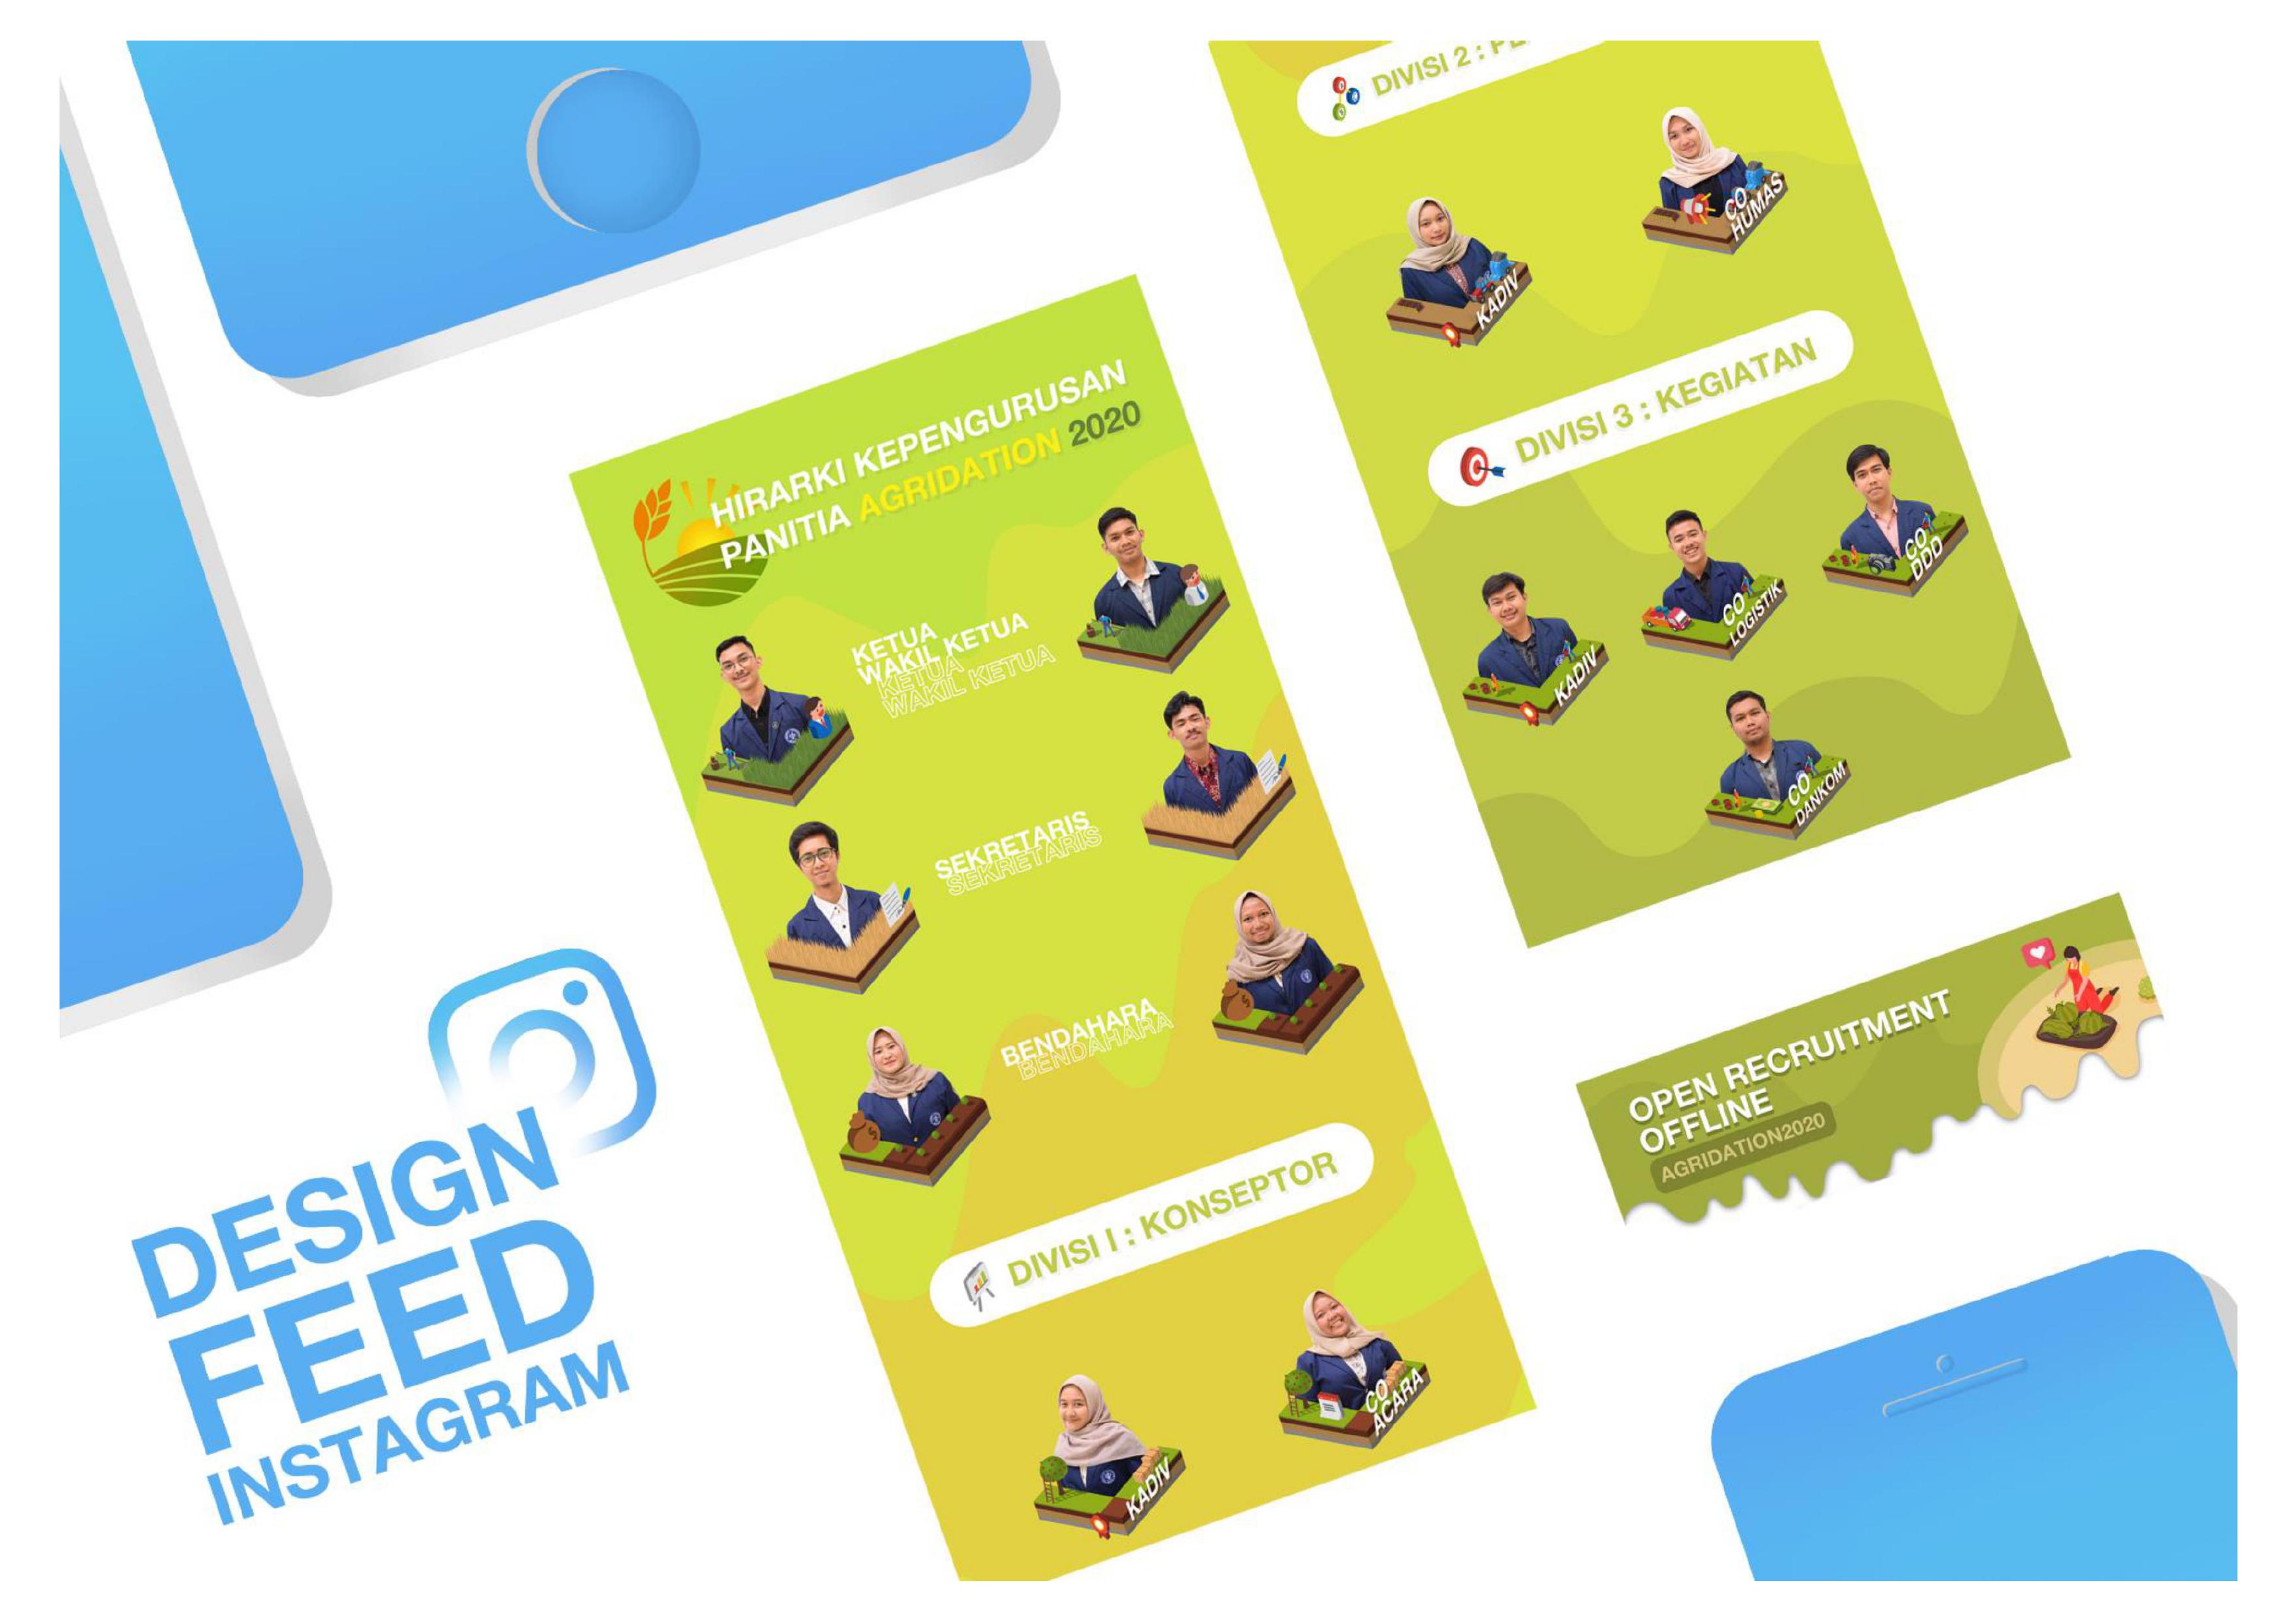 DESIGN
FEED
INSTAGRAM
HIRARKI KEPENGURUSAN
PANITIA AGRIDATION 2020
KETUA
WAKIL KETUA
KETUA
WAKIL KETUA
SEKRETARIS
SEKRETARIS
BENDAHARA
BENDAHARA
DIVISI I : KONSEPTOR
KADIV
CO
ACARA
DIVISI 2 :
KADIV
CO
HUMAS
DIVISI 3 : KEGIATAN
KADIV
CO
LOGISTIK
CO
DDD
CO
DANKOM
OPEN RECRUITMENT
OFFLINE
AGRIDATION2020